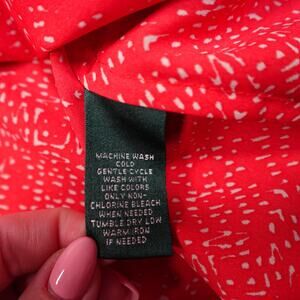 MACHINE WASH
COLD
GENTLE CYCLE
WASH WITH
LIKE COLORS
ONLY NON-
CHLORINE BLEACH
WHEN NEEDED
TUMBLE DRY LOW
WARM IRON
IF NEEDED